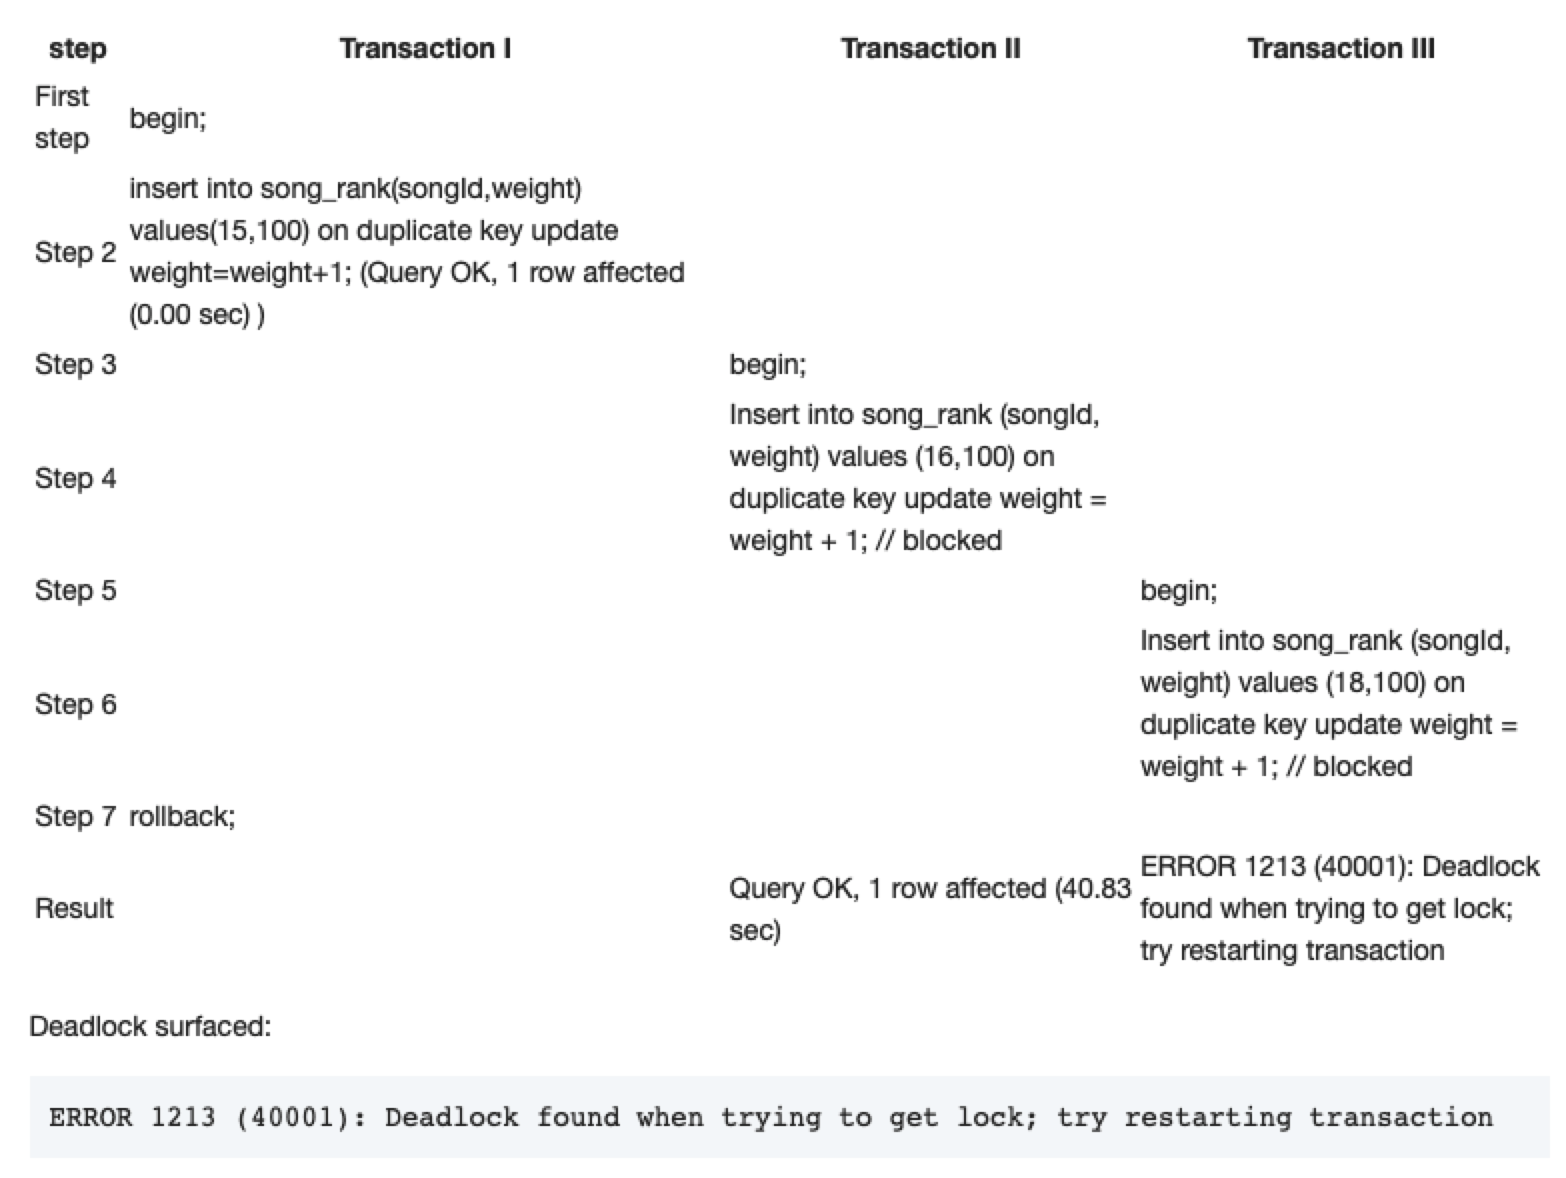 step Transaction I Transaction II Transaction III
First
step
begin;
insert into song_rank(songId,weight)
values(15,100) on duplicate key update
Step 2
weight=weight+1; (Query OK, 1 row affected
(0.00 sec) )
Step 3 begin;
Insert into song_rank (songId,
weight) values (16,100) on
Step 4
duplicate key update weight =
weight + 1; // blocked
Step 5 begin;
Insert into song_rank (songId,
weight) values (18,100) on
Step 6
duplicate key update weight =
weight + 1; // blocked
Step 7 rollback;
Result
Query OK, 1 row affected (40.83
sec)
ERROR 1213 (40001): Deadlock
found when trying to get lock;
try restarting transaction
Deadlock surfaced:
ERROR 1213 (40001): Deadlock found when trying to get lock; try restarting transaction